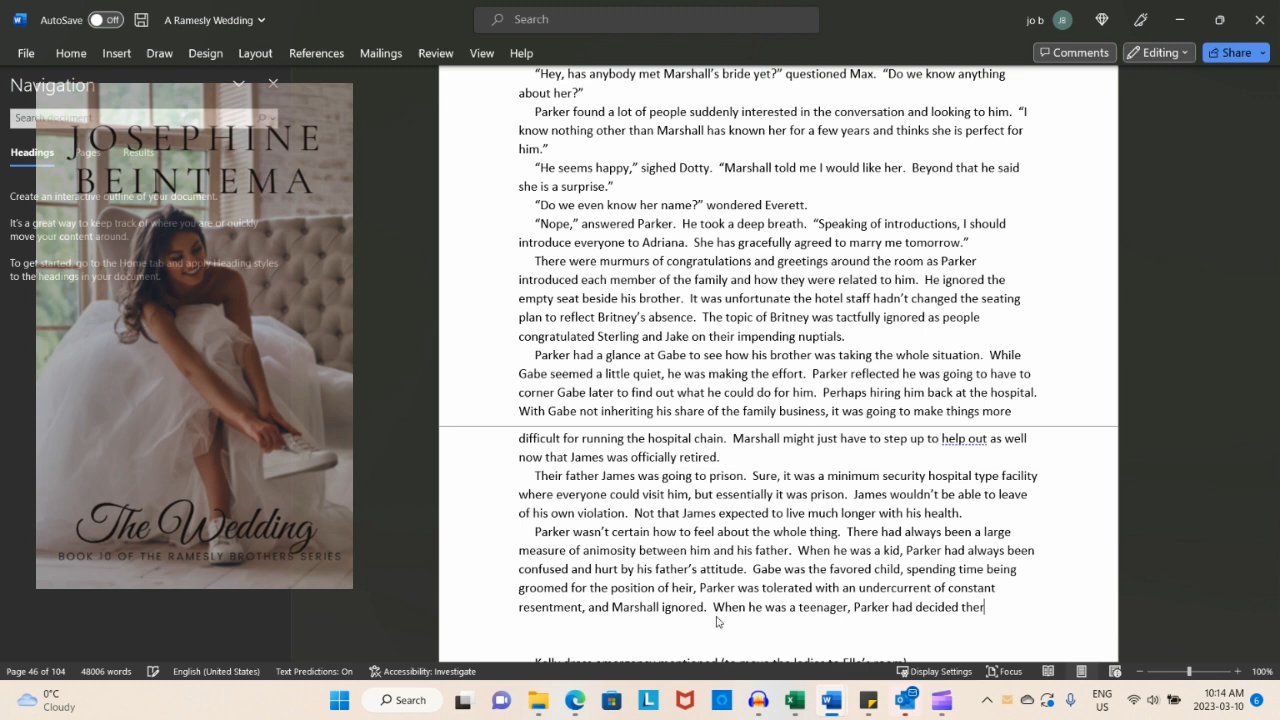 AutoSave Off A Ramesly Wedding Search jo b JB
File Home Insert Draw Design Layout References Mailings Review View Help Comments Editing Share
Navigation
Search document
Headings Pages Results
Create an interactive outline of your document.
It's a great way to keep track of where you are or quickly
move your content around.
To get started, go to the Home tab and apply Heading styles
to the headings in your document.
JOSEPHINE
BEINTEMA
The Wedding
BOOK 10 OF THE RAMESLY BROTHERS SERIES
“Hey, has anybody met Marshall’s bride yet?” questioned Max. “Do we know anything
about her?”
Parker found a lot of people suddenly interested in the conversation and looking to him. “I
know nothing other than Marshall has known her for a few years and thinks she is perfect for
him.”
“He seems happy,” sighed Dotty. “Marshall told me I would like her. Beyond that he said
she is a surprise.”
“Do we even know her name?” wondered Everett.
“Nope,” answered Parker. He took a deep breath. “Speaking of introductions, I should
introduce everyone to Adriana. She has gracefully agreed to marry me tomorrow.”
There were murmurs of congratulations and greetings around the room as Parker
introduced each member of the family and how they were related to him. He ignored the
empty seat beside his brother. It was unfortunate the hotel staff hadn’t changed the seating
plan to reflect Britney’s absence. The topic of Britney was tactfully ignored as people
congratulated Sterling and Jake on their impending nuptials.
Parker had a glance at Gabe to see how his brother was taking the whole situation. While
Gabe seemed a little quiet, he was making the effort. Parker reflected he was going to have to
corner Gabe later to find out what he could do for him. Perhaps hiring him back at the hospital.
With Gabe not inheriting his share of the family business, it was going to make things more
difficult for running the hospital chain. Marshall might just have to step up to help out as well
now that James was officially retired.
Their father James was going to prison. Sure, it was a minimum security hospital type facility
where everyone could visit him, but essentially it was prison. James wouldn’t be able to leave
of his own violation. Not that James expected to live much longer with his health.
Parker wasn’t certain how to feel about the whole thing. There had always been a large
measure of animosity between him and his father. When he was a kid, Parker had always been
confused and hurt by his father’s attitude. Gabe was the favored child, spending time being
groomed for the position of heir, Parker was tolerated with an undercurrent of constant
resentment, and Marshall ignored. When he was a teenager, Parker had decided ther
Kelly dress emergency mentioned (to move the ladies to Elle’s room)
Page 46 of 104 48086 words English (United States) Text Predictions: On Accessibility: Investigate Display Settings Focus 100%
0°C
Cloudy
Search
ENG
US
10:14 AM
2023-03-10
6